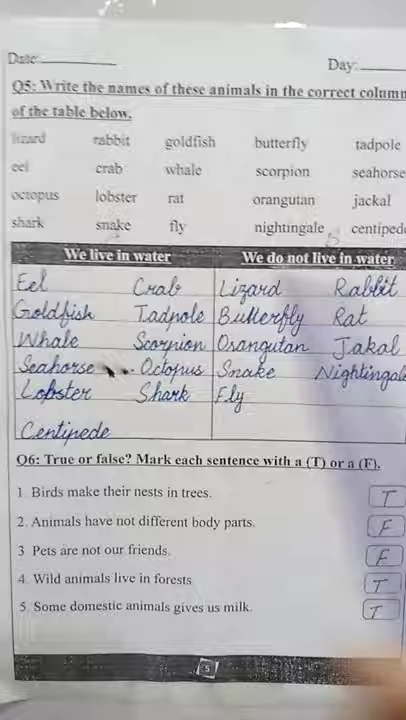 Date: Day:
Q5: Write the names of these animals in the correct column
of the table below.
lizard rabbit goldfish butterfly tadpole
eel crab whale scorpion seahorse
octopus lobster rat orangutan jackal
shark snake fly nightingale centipede
We live in water We do not live in water
Eel Crab Lizard Rabbit
Goldfish Tadpole Butterfly Rat
Whale Scorpion Orangutan Jakal
Seahorse Octopus Snake Nightingale
Lobster Shark Fly
Centipede
Q6: True or false? Mark each sentence with a (T) or a (F).
1 Birds make their nests in trees. T
2. Animals have not different body parts. F
3 Pets are not our friends. F
4. Wild animals live in forests T
5. Some domestic animals gives us milk. T
5